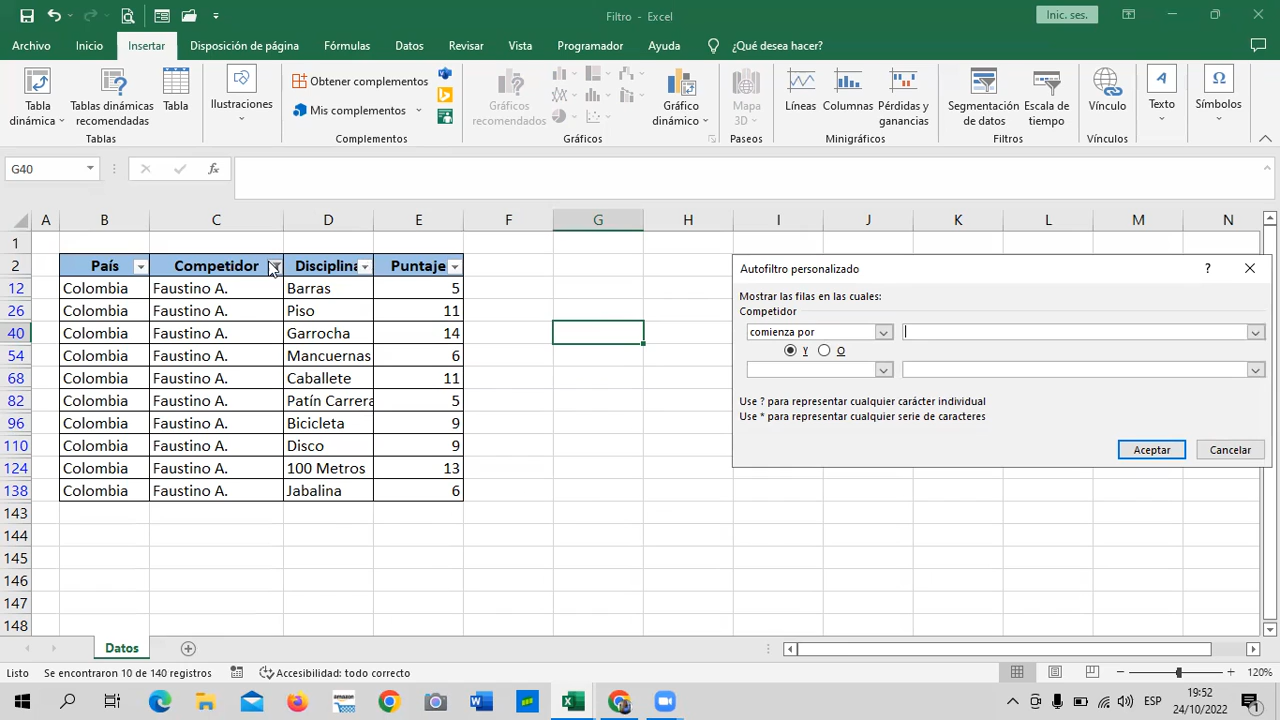 Filtro - Excel
Inic. ses.
Archivo Inicio Insertar Disposición de página Fórmulas Datos Revisar Vista Programador Ayuda ¿Qué desea hacer?
Tabla dinámica
Tablas dinámicas recomendadas
Tabla
Tablas
Ilustraciones
Obtener complementos
Mis complementos
Complementos
Gráficos recomendados
Gráfico dinámico
Gráficos
Mapa 3D
Paseos
Líneas
Columnas
Pérdidas y ganancias
Minigráficos
Segmentación de datos
Escala de tiempo
Filtros
Vínculo
Vínculos
Texto
Símbolos
G40 fx
A B C D E F G H I J K L M N
1
2 País Competidor Disciplina Puntaje
12 Colombia Faustino A. Barras 5
26 Colombia Faustino A. Piso 11
40 Colombia Faustino A. Garrocha 14
54 Colombia Faustino A. Mancuernas 6
68 Colombia Faustino A. Caballete 11
82 Colombia Faustino A. Patín Carrera 5
96 Colombia Faustino A. Bicicleta 9
110 Colombia Faustino A. Disco 9
124 Colombia Faustino A. 100 Metros 13
138 Colombia Faustino A. Jabalina 6
143
144
145
146
147
148
Autofiltro personalizado ?
Mostrar las filas en las cuales:
Competidor
comienza por
Y O
Use ? para representar cualquier carácter individual
Use * para representar cualquier serie de caracteres
Aceptar Cancelar
Datos
Listo Se encontraron 10 de 140 registros Accesibilidad: todo correcto 120%
amazon
ESP
19:52
24/10/2022
1